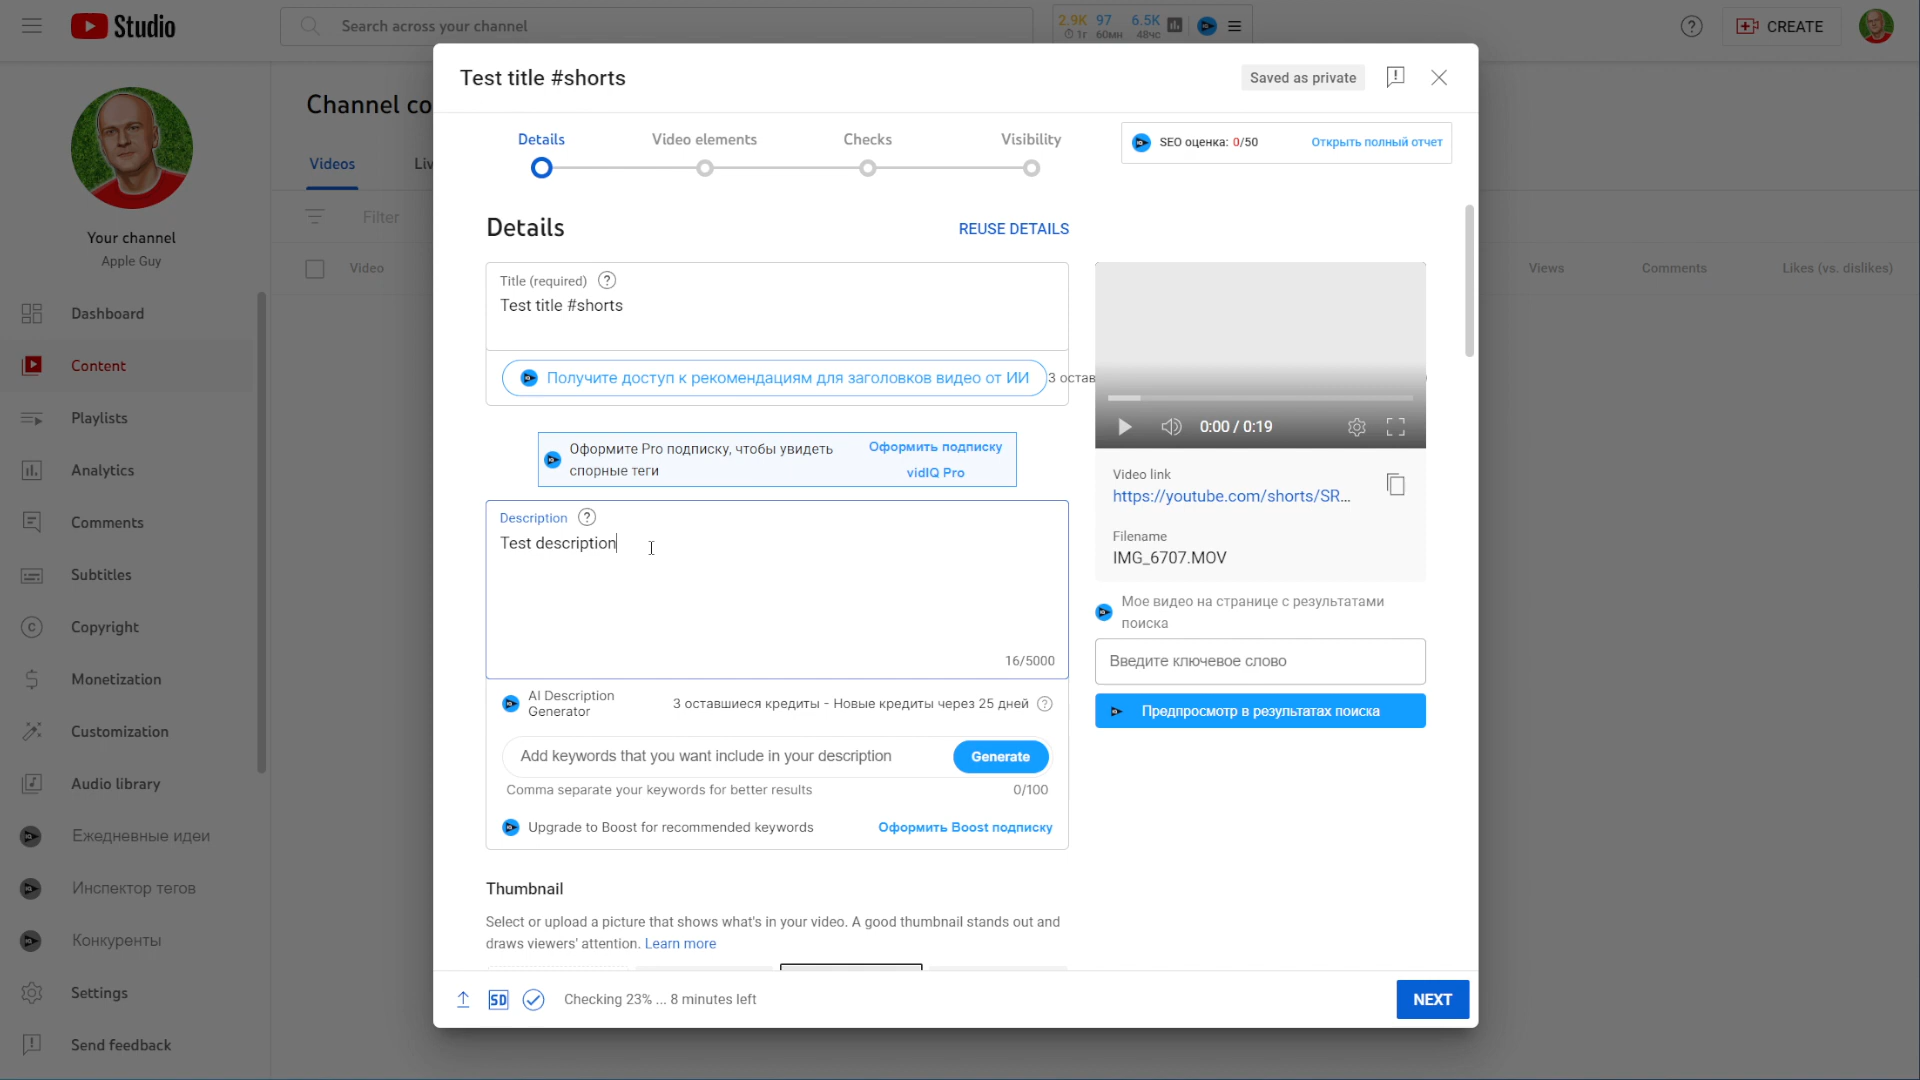 Studio
Search across your channel
2.9K 97 6.5K
1г 60мн 48чс
CREATE
Test title #shorts
Saved as private
Channel co
Details
Video elements
Checks
Visibility
SEO оценка: 0/50
Открыть полный отчет
Videos
Liv
Details
REUSE DETAILS
Filter
Your channel
Apple Guy
Video
Views
Comments
Likes (vs. dislikes)
Title (required)
Test title #shorts
Получите доступ к рекомендациям для заголовков видео от ИИ
3 остав
0:00 / 0:19
Оформите Pro подписку, чтобы увидеть
спорные теги
Оформить подписку
vidIQ Pro
Video link
https://youtube.com/shorts/SR...
Filename
IMG_6707.MOV
Description
Test description
16/5000
Мое видео на странице с результатами
поиска
Введите ключевое слово
Предпросмотр в результатах поиска
AI Description
Generator
3 оставшиеся кредиты - Новые кредиты через 25 дней
Add keywords that you want include in your description
Generate
Comma separate your keywords for better results
0/100
Upgrade to Boost for recommended keywords
Оформить Boost подписку
Thumbnail
Select or upload a picture that shows what's in your video. A good thumbnail stands out and
draws viewers' attention. Learn more
SD
Checking 23% ... 8 minutes left
NEXT
Dashboard
Content
Playlists
Analytics
Comments
Subtitles
Copyright
Monetization
Customization
Audio library
Ежедневные идеи
Инспектор тегов
Конкуренты
Settings
Send feedback